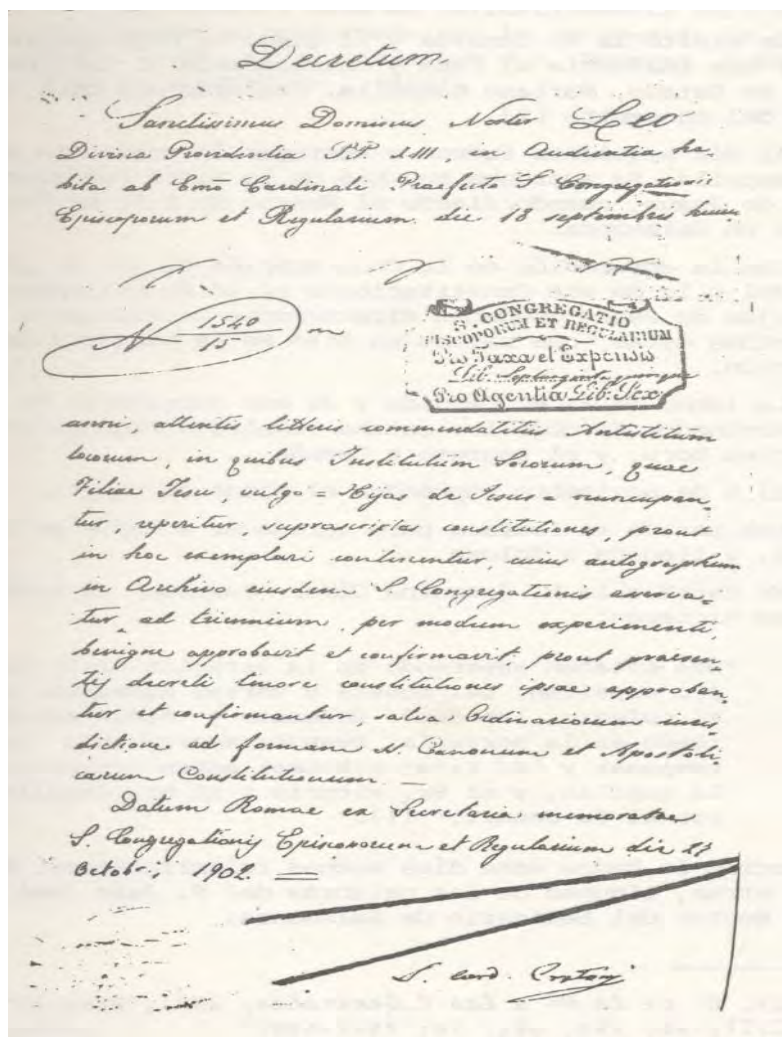 Decretum
Sanctissimus Dominus Noster Leo
Divina Providentia P.P. XIII in Audientia ha-
bita ab Emo Cardinali Praefecto S. Congregationis
Episcoporum et Regularium die 18 septembris huius
N 1540/15
S. CONGREGATIO
EPISCOPORUM ET REGULARIUM
Pro Taxa et Expensis
Lib. Septuaginta quinque
Pro Agentia Lib. Sex
anni, attentis litteris commendatitiis Antistitum
locorum, in quibus Institutum Sororum, quae
Filiae Iesu, vulgo = Hijas de Jesus = nuncupan-
tur, reperitur, suprascriptas constitutiones, prout
in hoc exemplari continentur, cuius autographum
in Archivo eiusdem S. Congregationis asserva-
tur, ad triennium, per modum experimenti,
benigne approbavit et confirmavit, prout praesen-
tis decreti tenore constitutiones ipsae approban-
tur et confirmantur, salva Ordinariorum iuris-
dictione ad formam S. Canonum et Apostoli-
carum Constitutionum —
Datum Romae ex Secretaria memoratae
S. Congregationis Episcoporum et Regularium die
Octobris 1902.
S. Card.